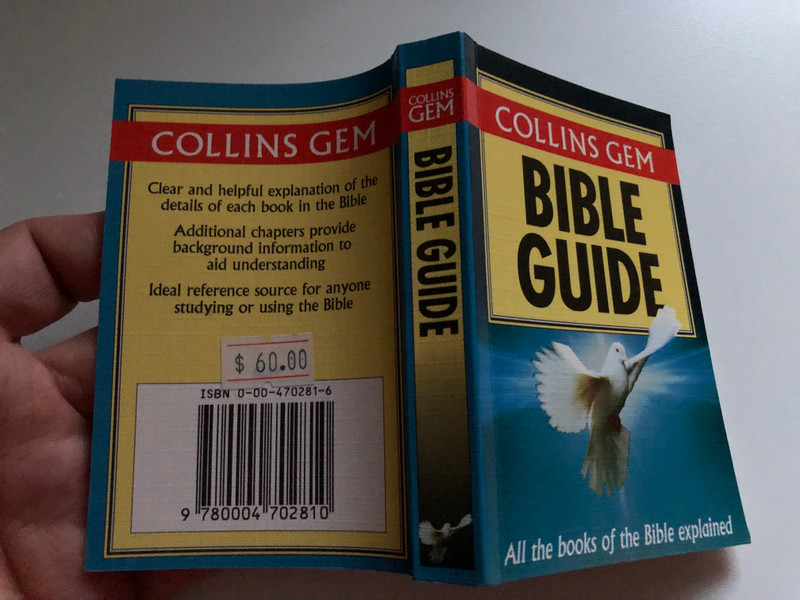 COLLINS GEM
Clear and helpful explanation of the
details of each book in the Bible
Additional chapters provide
background information to
aid understanding
Ideal reference source for anyone
studying or using the Bible
$ 60.00
ISBN 0-00-470281-6
9 780004 702810
COLLINS
GEM
BIBLE GUIDE
COLLINS GEM
BIBLE
GUIDE
All the books of the Bible explained